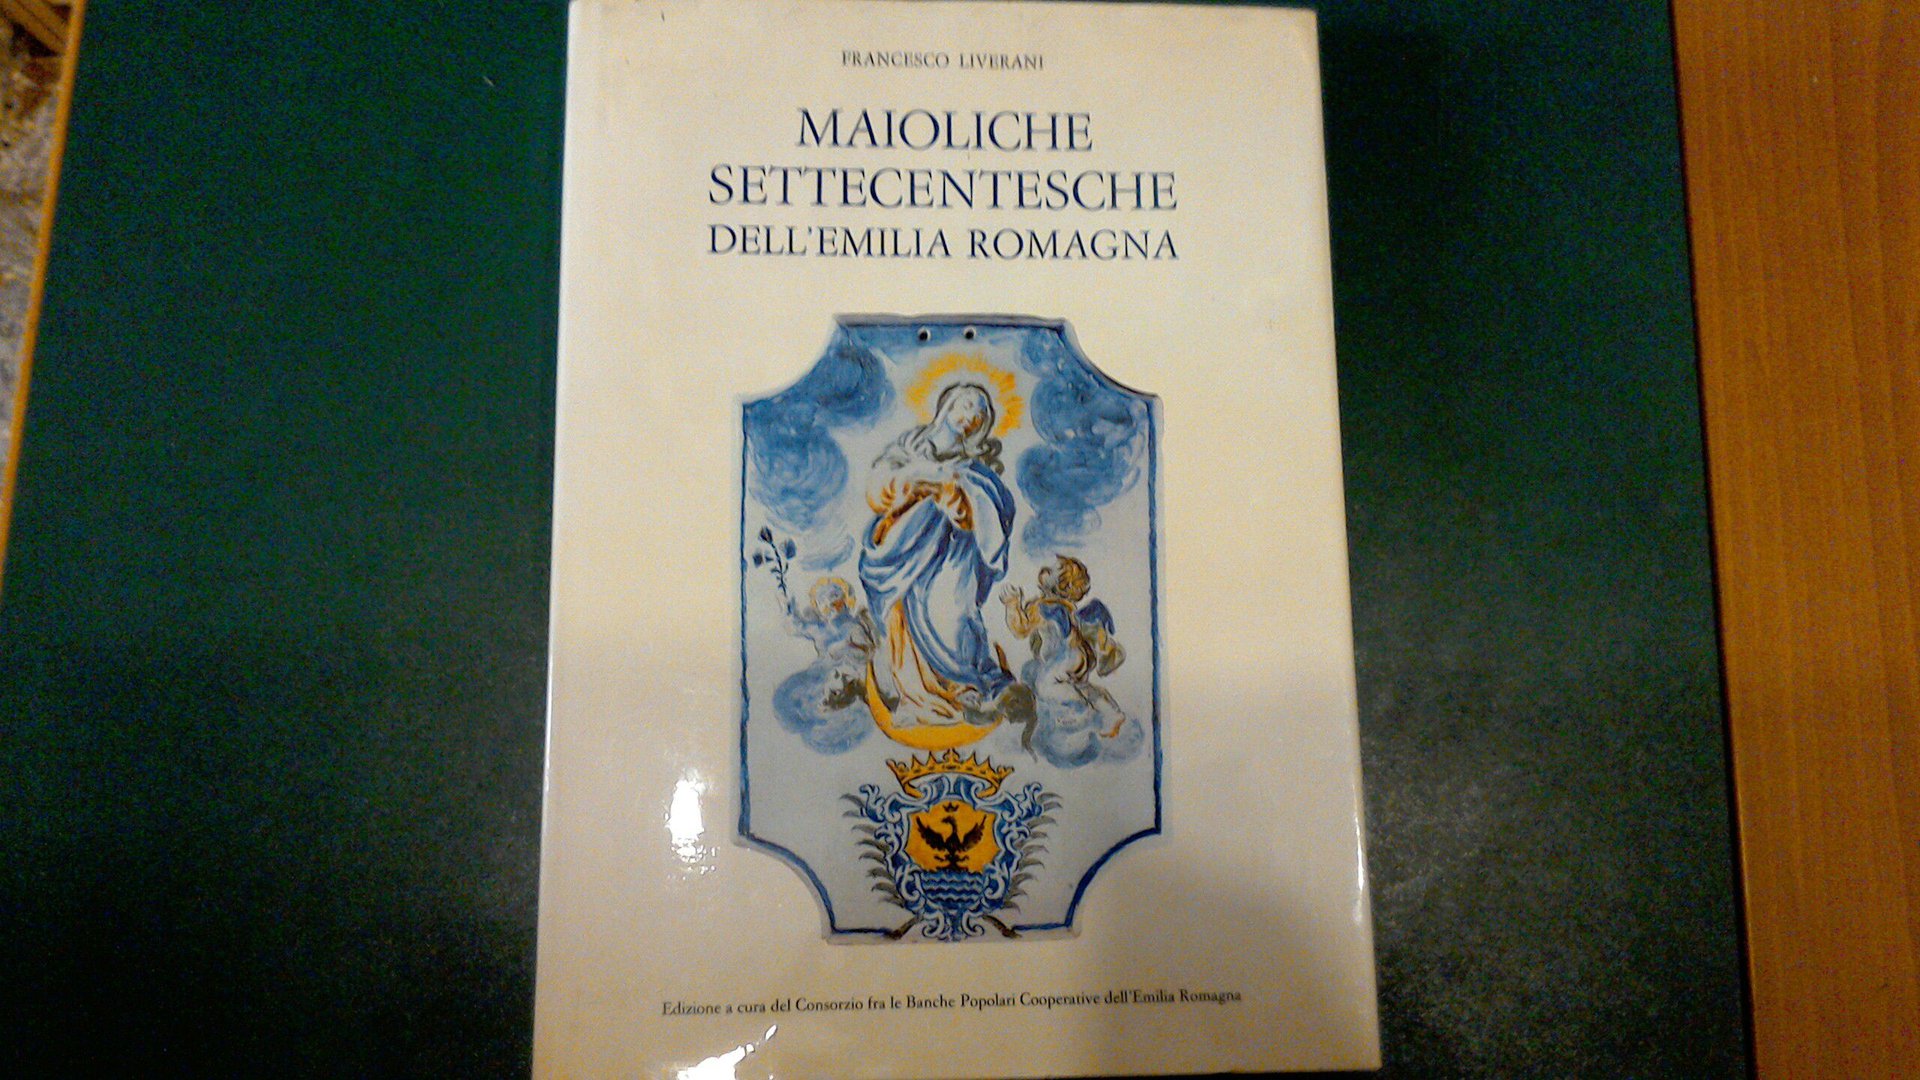 FRANCESCO LIVERANI
MAIOLICHE
SETTECENTESCHE
DELL'EMILIA ROMAGNA
Edizione a cura del Consorzio fra le Banche Popolari Cooperative dell'Emilia Romagna